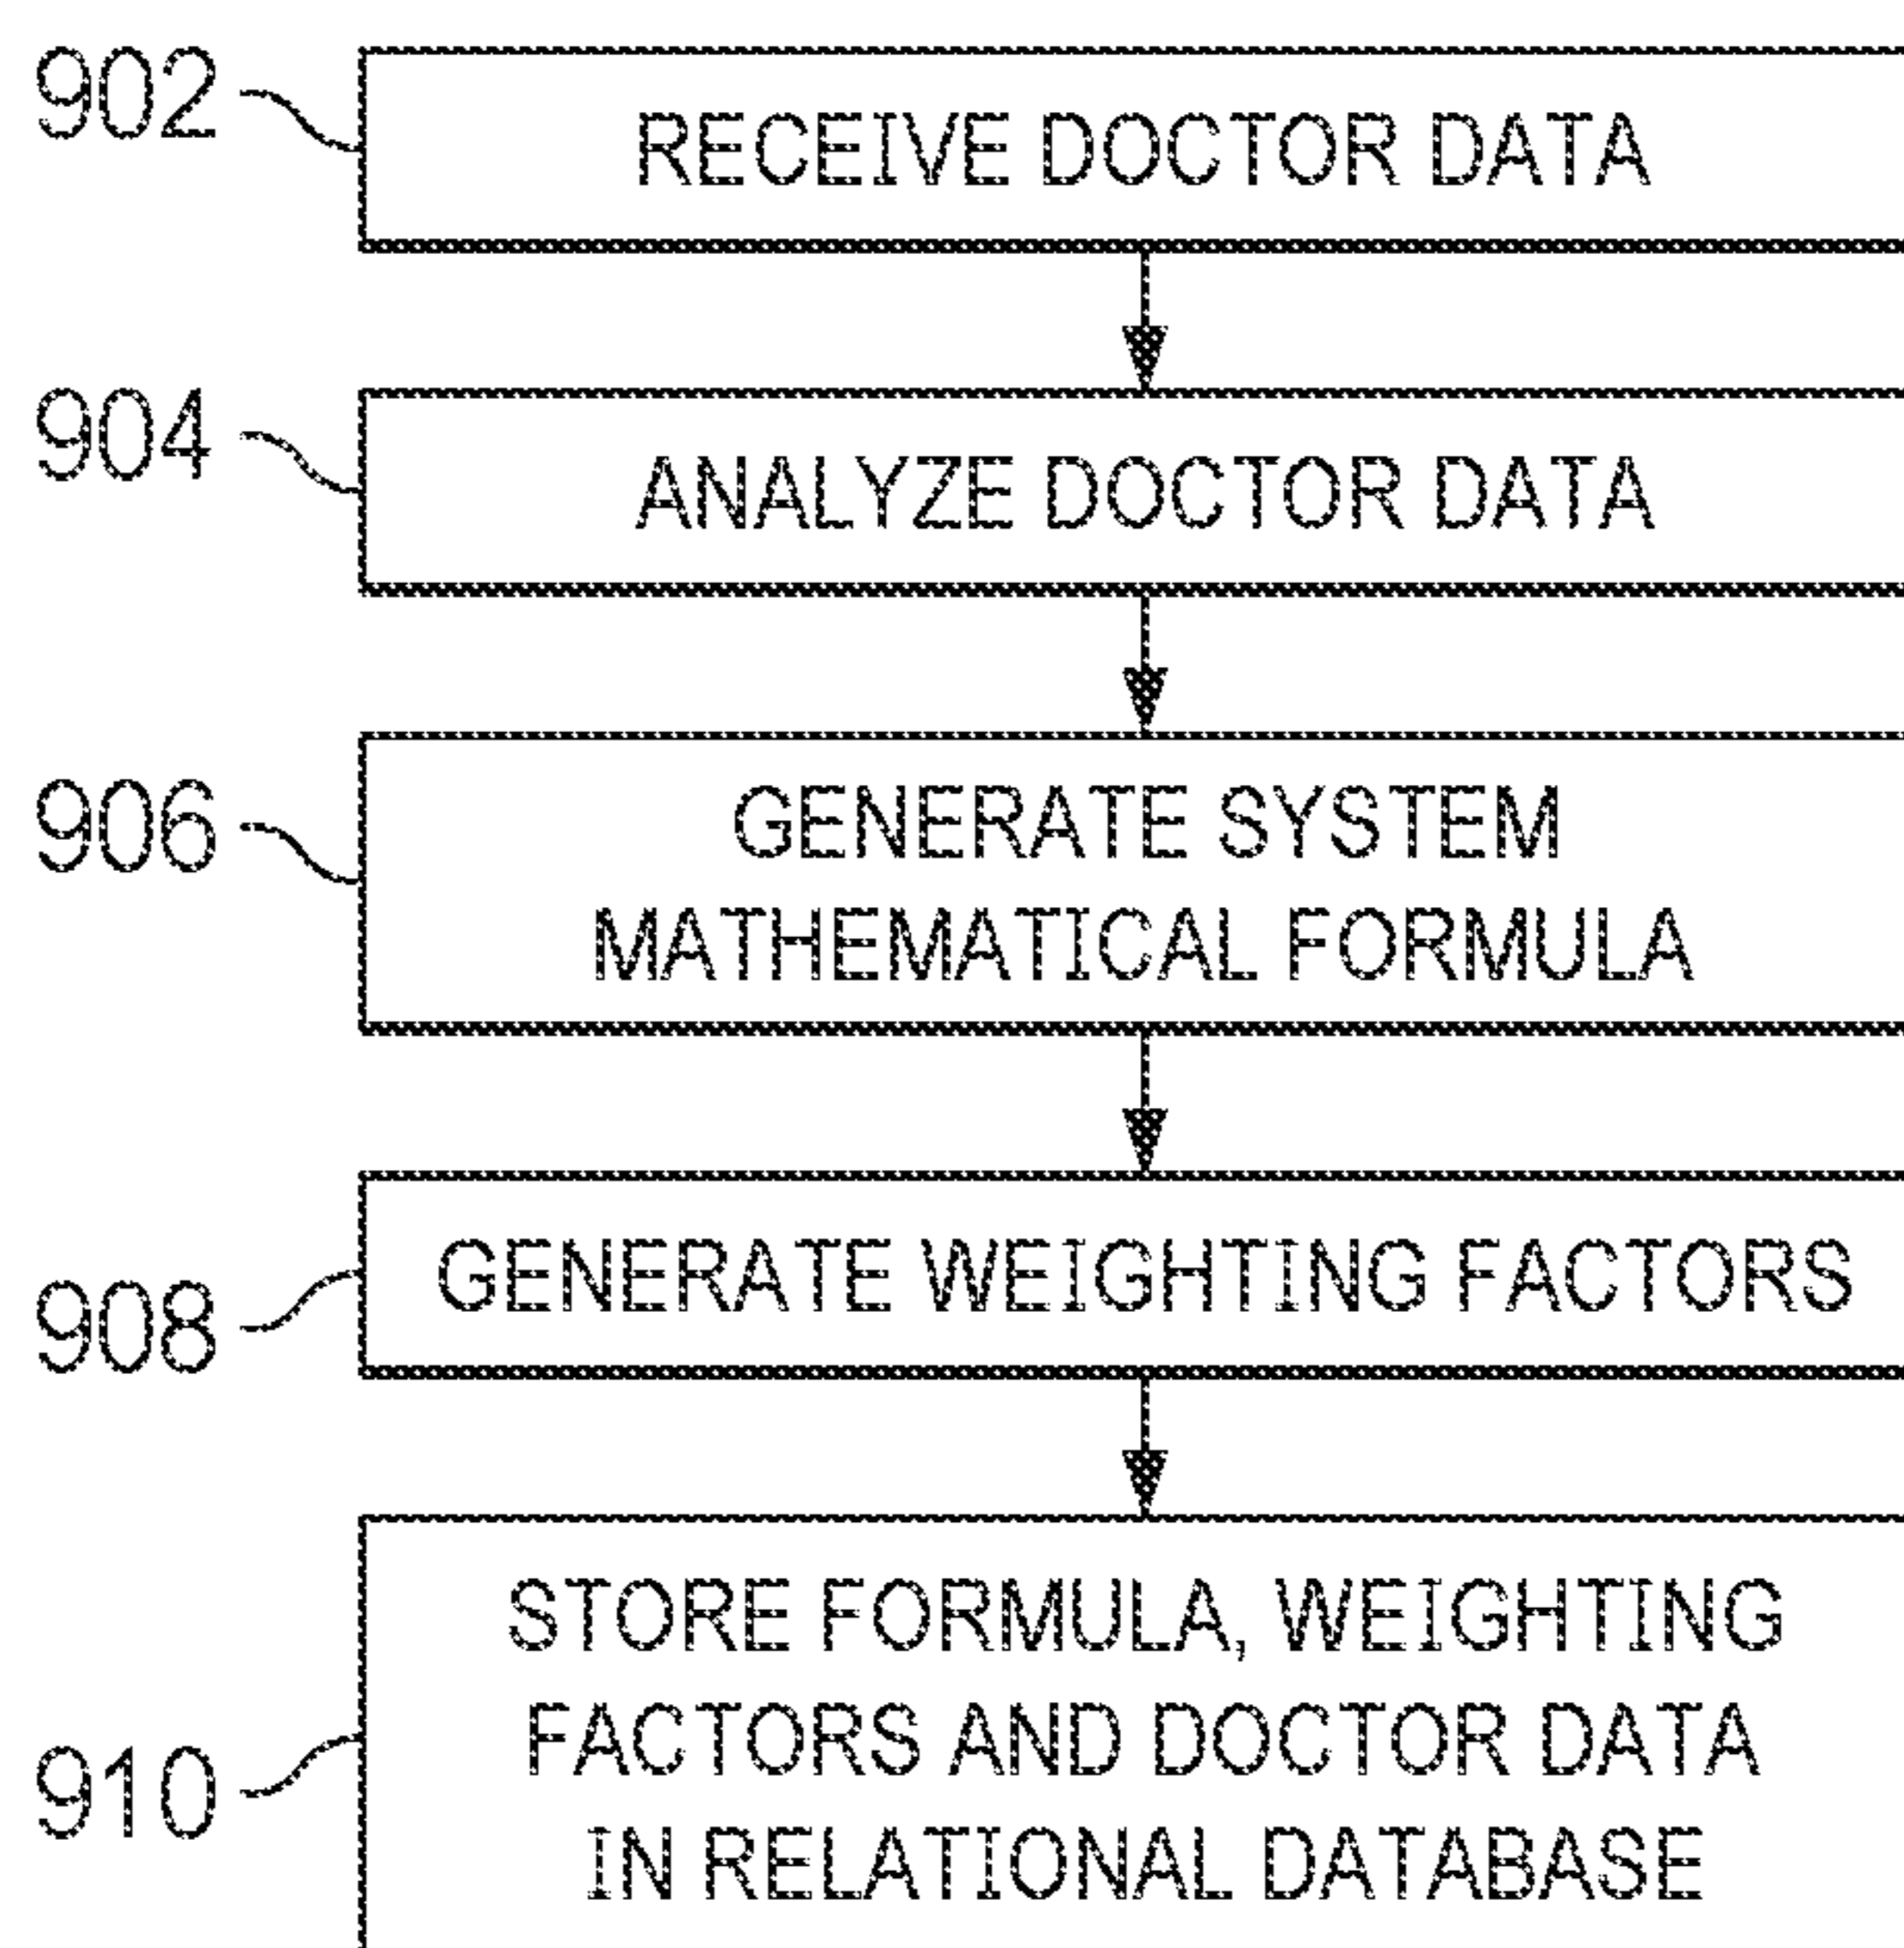 902
RECEIVE DOCTOR DATA
904
ANALYZE DOCTOR DATA
906
GENERATE SYSTEM
MATHEMATICAL FORMULA
908
GENERATE WEIGHTING FACTORS
910
STORE FORMULA, WEIGHTING
FACTORS AND DOCTOR DATA
IN RELATIONAL DATABASE